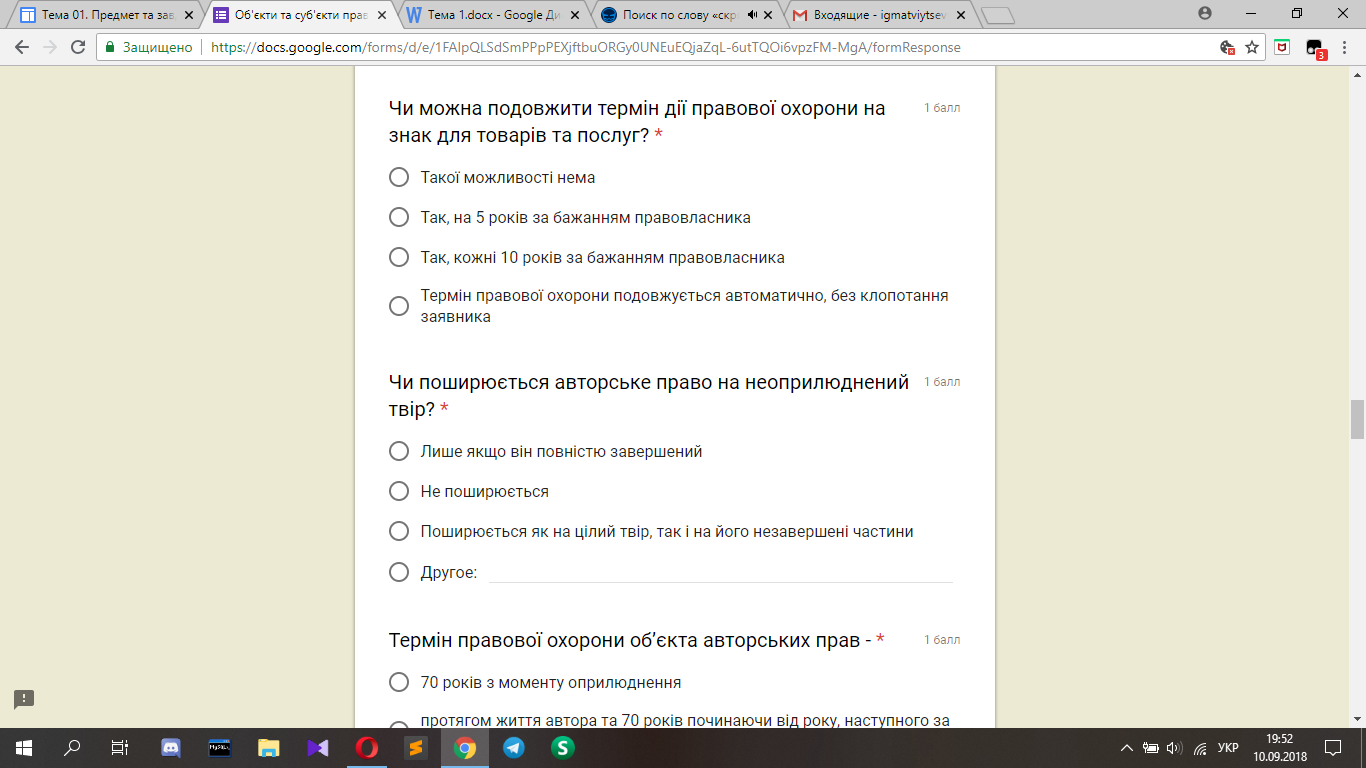 Тема 01. Предмет та зав
Об'єкти та суб'єкти прав
Тема 1.docx - Google Ди
Поиск по слову «скр
Входящие - igmatviytsev
Защищено
https://docs.google.com/forms/d/e/1FAIpQLSdSmPPpPEXjftbuORGy0UNEuEQjaZqL-6utTQOi6vpzFM-MgA/formResponse
3
Чи можна подовжити термін дії правової охорони на
знак для товарів та послуг? *
1 балл
Такої можливості нема
Так, на 5 років за бажанням правовласника
Так, кожні 10 років за бажанням правовласника
Термін правової охорони подовжується автоматично, без клопотання
заявника
Чи поширюється авторське право на неоприлюднений
твір? *
1 балл
Лише якщо він повністю завершений
Не поширюється
Поширюється як на цілий твір, так і на його незавершені частини
Другое:
Термін правової охорони об’єкта авторських прав - *
1 балл
70 років з моменту оприлюднення
протягом життя автора та 70 років починаючи від року, наступного за
MySQL
S
УКР
19:52
10.09.2018